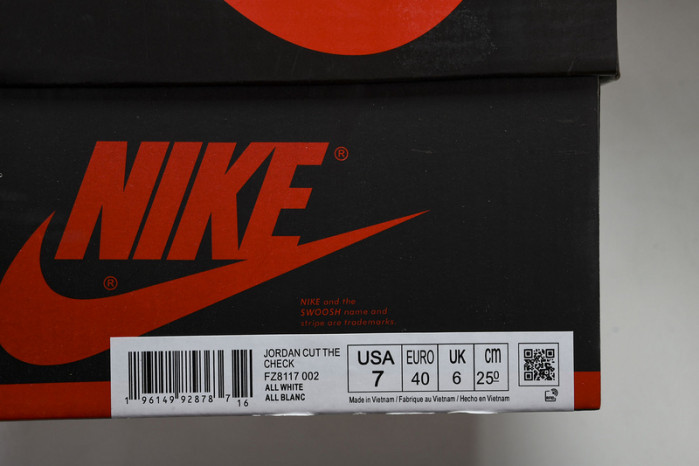 NIKE®
®
NIKE and the
SWOOSH name and
stripe are trademarks.
JORDAN CUT THE
CHECK
FZ8117 002
ALL WHITE
ALL BLANC
1 96149 92878 7
16
USA EURO UK cm
7 40 6 25⁰
Made in Vietnam / Fabrique au Vietnam / Hecho en Vietnam